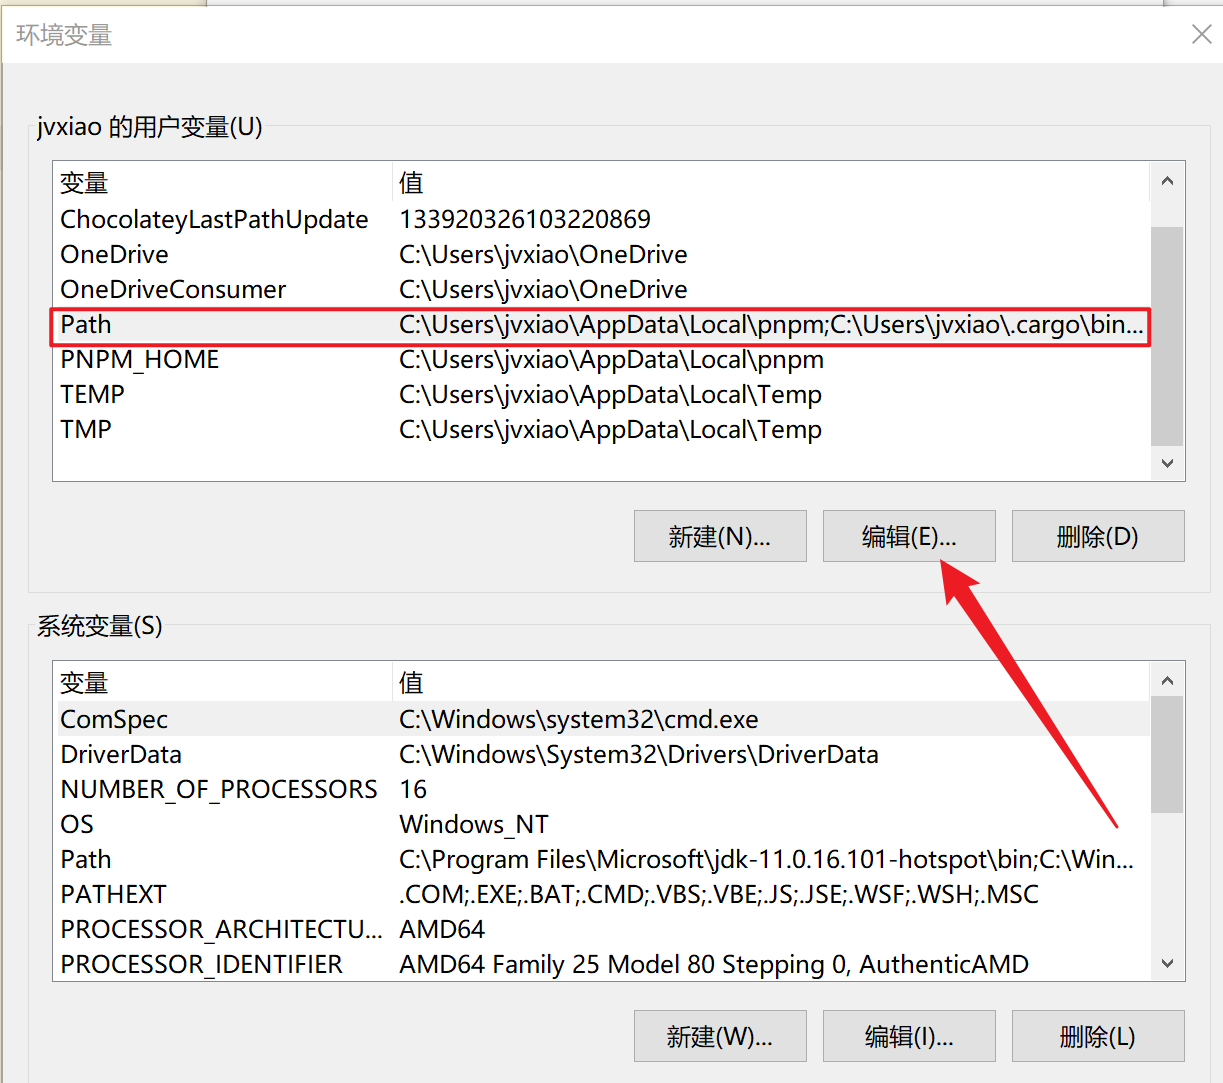 环境变量
jvxiao 的用户变量(U)
变量 值
ChocolateyLastPathUpdate 133920326103220869
OneDrive C:\Users\jvxiao\OneDrive
OneDriveConsumer C:\Users\jvxiao\OneDrive
Path C:\Users\jvxiao\AppData\Local\pnpm;C:\Users\jvxiao\.cargo\bin...
PNPM_HOME C:\Users\jvxiao\AppData\Local\pnpm
TEMP C:\Users\jvxiao\AppData\Local\Temp
TMP C:\Users\jvxiao\AppData\Local\Temp
新建(N)... 编辑(E)... 删除(D)
系统变量(S)
变量 值
ComSpec C:\Windows\system32\cmd.exe
DriverData C:\Windows\System32\Drivers\DriverData
NUMBER_OF_PROCESSORS 16
OS Windows_NT
Path C:\Program Files\Microsoft\jdk-11.0.16.101-hotspot\bin;C:\Win...
PATHEXT .COM;.EXE;.BAT;.CMD;.VBS;.VBE;.JS;.JSE;.WSF;.WSH;.MSC
PROCESSOR_ARCHITECTU... AMD64
PROCESSOR_IDENTIFIER AMD64 Family 25 Model 80 Stepping 0, AuthenticAMD
新建(W)... 编辑(I)... 删除(L)